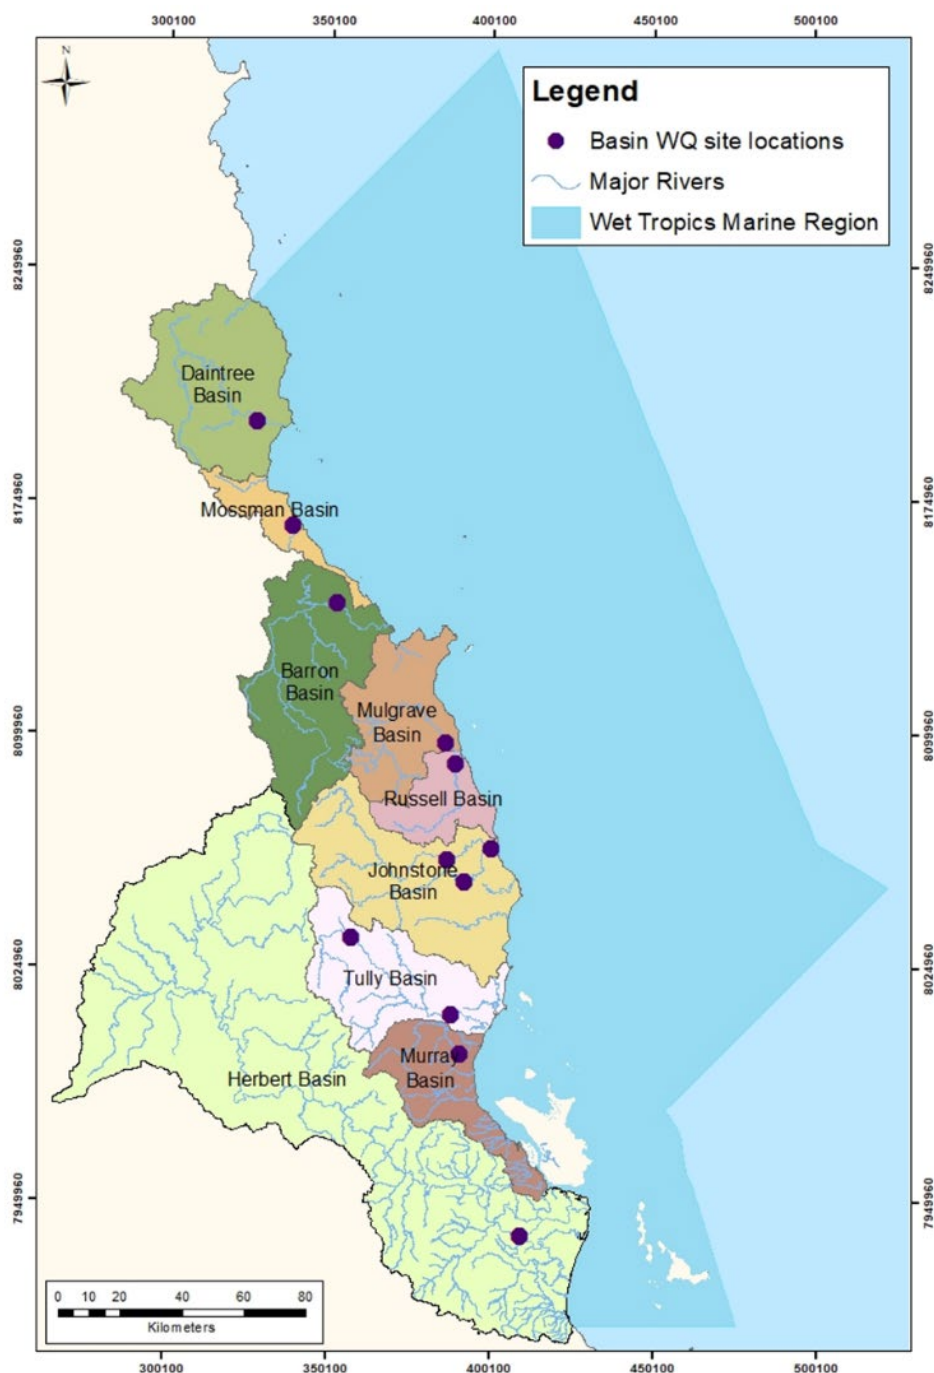 300100 350100 400100 450100 500100
N
Legend
Basin WQ site locations
Major Rivers
Wet Tropics Marine Region
8249960 8249960
Daintree
Basin
8174960 8174960
Mossman Basin
Barron
Basin
Mulgrave
Basin
8099960 8099960
Russell Basin
Johnstone
Basin
8024960 8024960
Tully Basin
Murray
Basin
Herbert Basin
7949960 7949960
0 10 20 40 60 80
Kilometers
300100 350100 400100 450100 500100